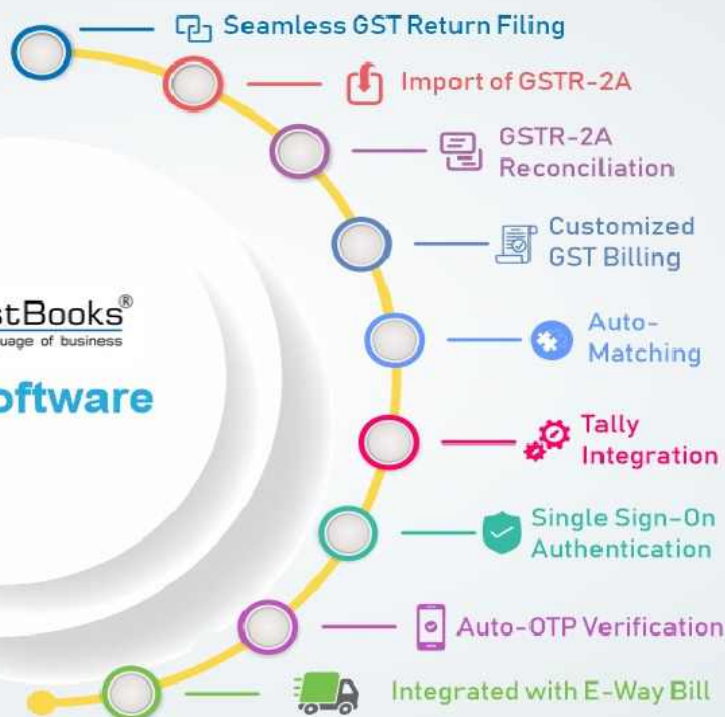 Seamless GST Return Filing
Import of GSTR-2A
GSTR-2A
Reconciliation
Customized
GST Billing
stBooks®
uage of business
oftware
Auto-
Matching
Tally
Integration
Single Sign-On
Authentication
Auto-OTP Verification
Integrated with E-Way Bill